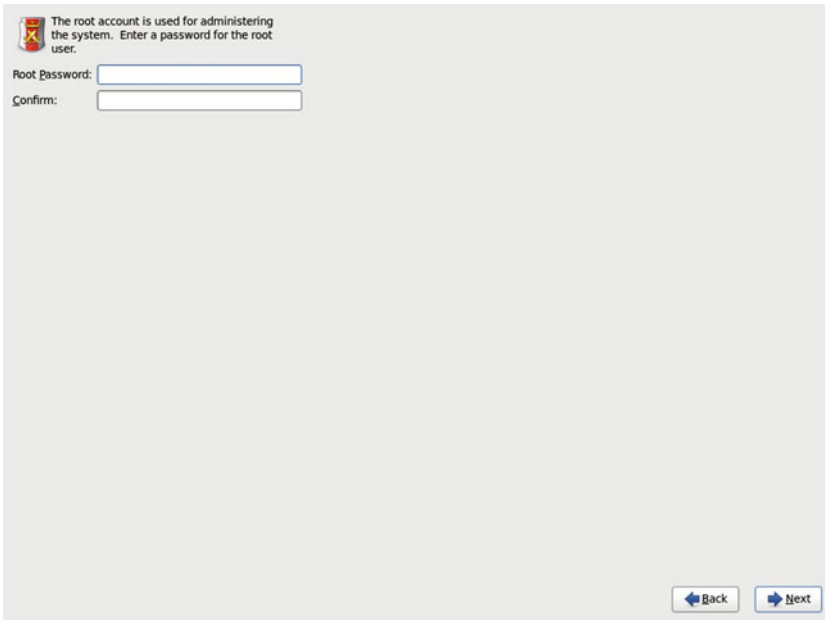 The root account is used for administering
the system.  Enter a password for the root
user.
Root Password:
Confirm:
Back
Next